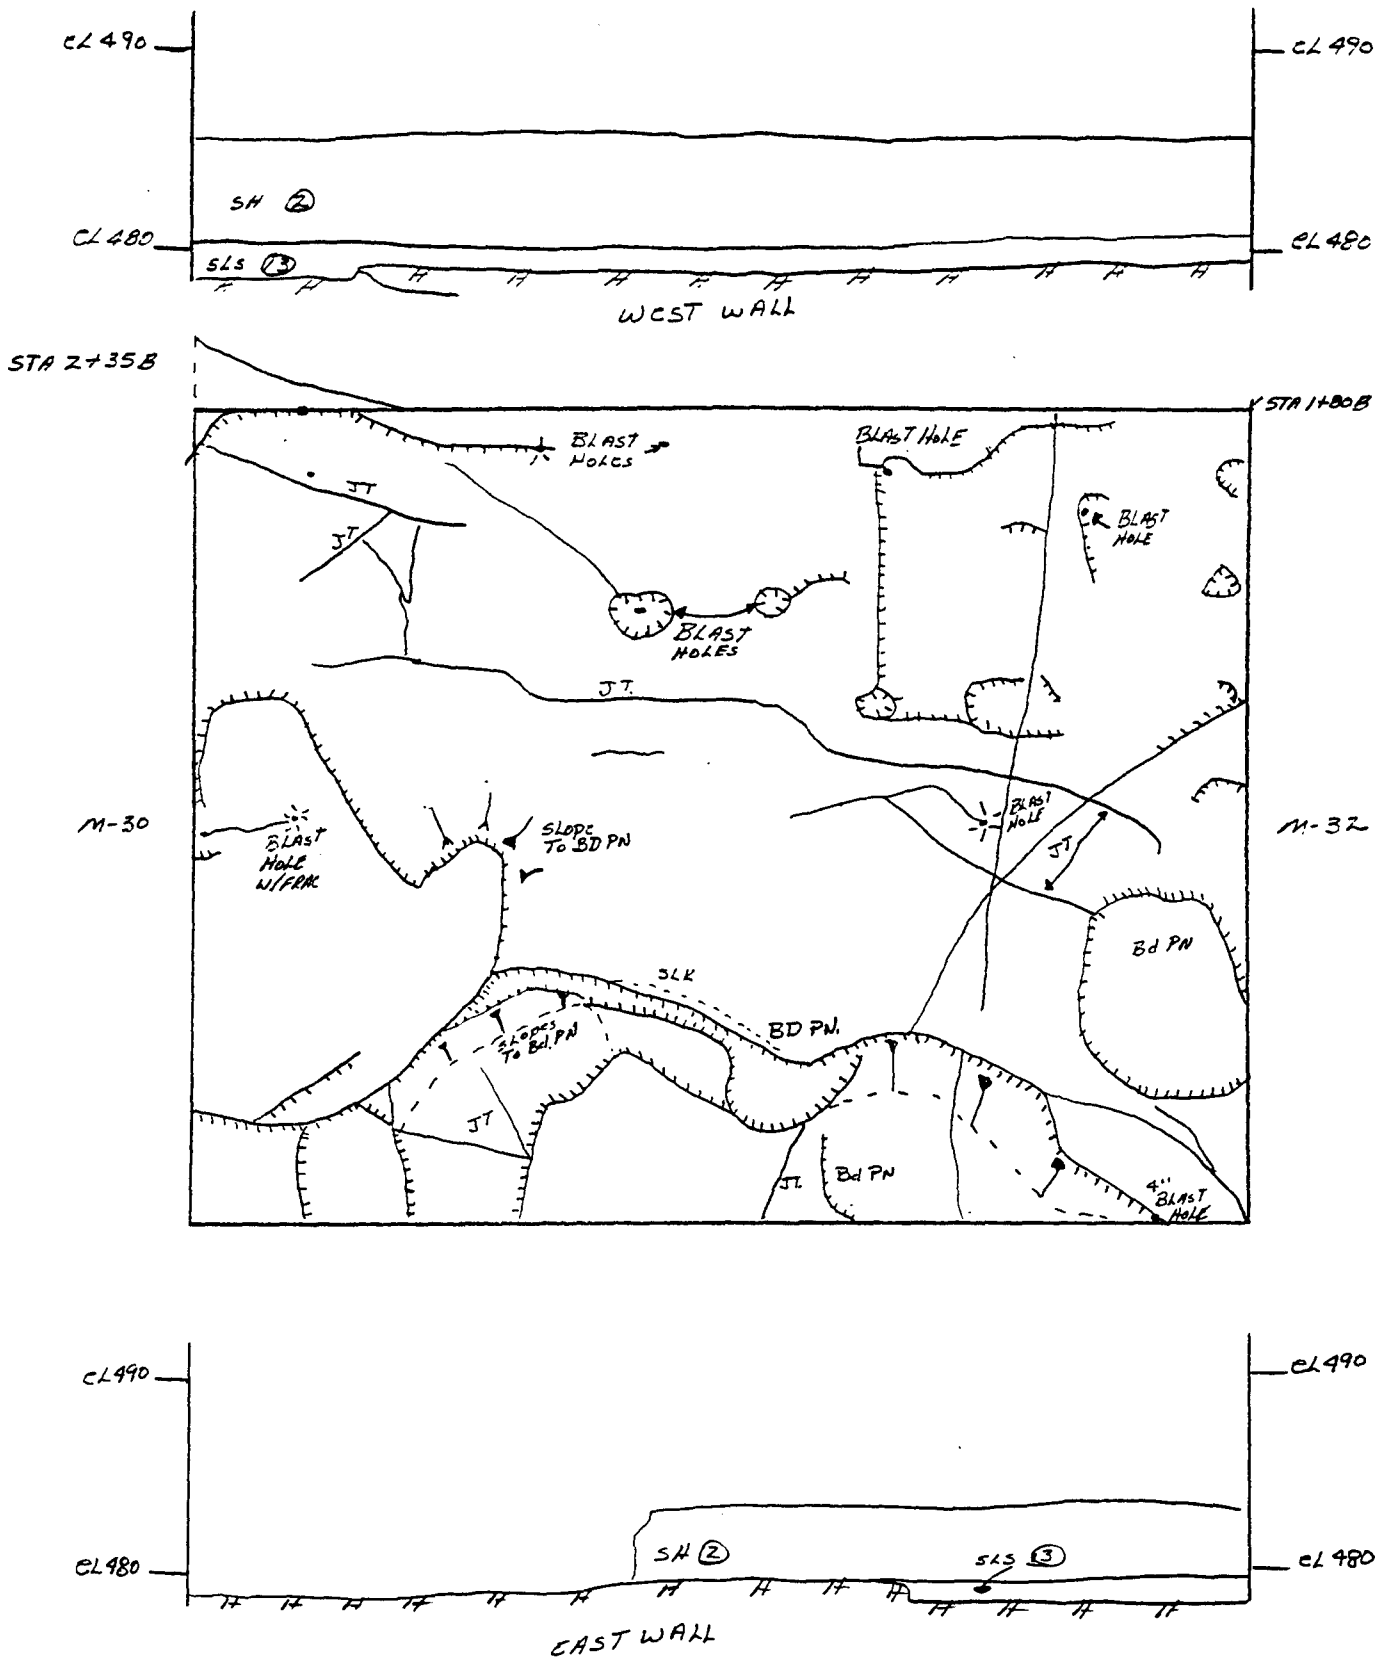 EL 490
EL 490
SH 2
EL 480
EL 480
SLS 13
WEST WALL
STA 2+35B
STA 1+80B
BLAST
HOLES
BLAST HOLE
JT
BLAST
HOLE
JT
BLAST
HOLES
JT.
M-30
BLAST
HOLE
W/FRAC
SLOPE
TO BD PN
BLAST
HOLE
JT
M-32
Bd PN
SLK
BD PN.
SLOPES
TO Bd. PN
JT
JT.
Bd PN
4"
BLAST
HOLE
EL 490
EL 490
SH 2
SLS 13
EL 480
EL 480
EAST WALL